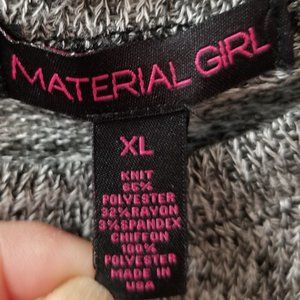 MATERIAL GIRL
XL
KNIT
65%
POLYESTER
32% RAYON
3% SPANDEX
CHIFFON
100%
POLYESTER
MADE IN
USA